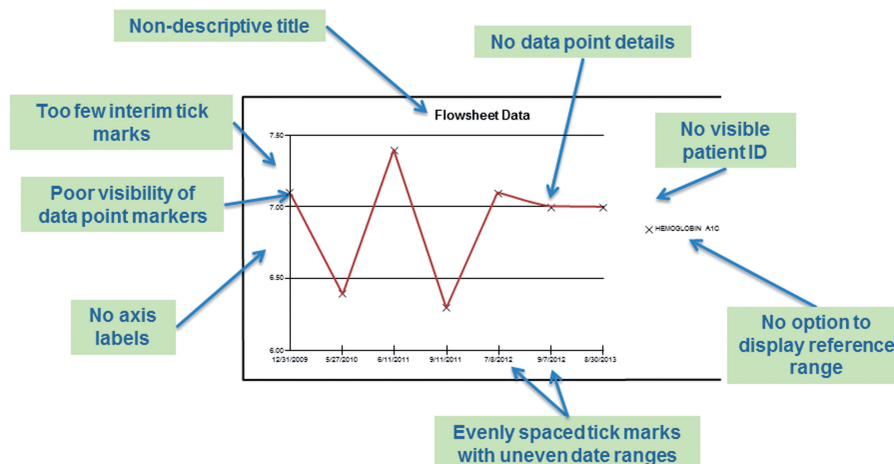 Non-descriptive title
No data point details
Too few interim tick
marks
No visible
patient ID
Poor visibility of
data point markers
No axis
labels
No option to
display reference
range
Evenly spaced tick marks
with uneven date ranges
Flowsheet Data
7.50
7.00
6.50
6.00
12/31/2009 5/27/2010 6/11/2011 9/11/2011 7/8/2012 9/7/2012 8/30/2013
HEMOGLOBIN A1C